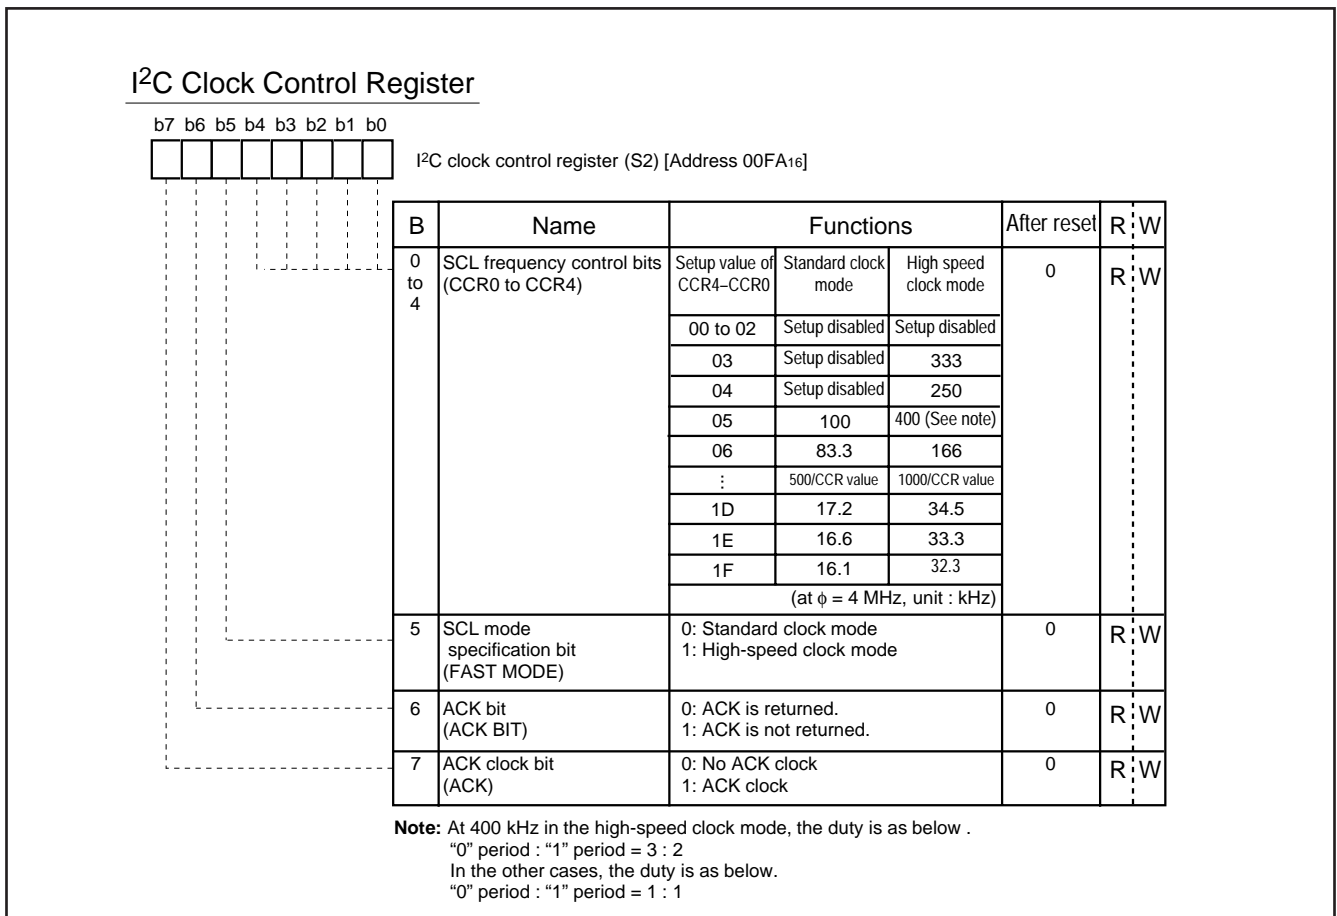 I2C Clock Control Register
b7 b6 b5 b4 b3 b2 b1 b0
I2C clock control register (S2) [Address 00FA16]
B Name Functions After reset R W
0 to 4
SCL frequency control bits
(CCR0 to CCR4)
Setup value of CCR4–CCR0 Standard clock mode High speed clock mode
0 R W
00 to 02 Setup disabled Setup disabled
03 Setup disabled 333
04 Setup disabled 250
05 100 400 (See note)
06 83.3 166
⋮ 500/CCR value 1000/CCR value
1D 17.2 34.5
1E 16.6 33.3
1F 16.1 32.3
(at ϕ = 4 MHz, unit : kHz)
5 SCL mode 0: Standard clock mode 0 R W
specification bit 1: High-speed clock mode
(FAST MODE)
6 ACK bit 0: ACK is returned. 0 R W
(ACK BIT) 1: ACK is not returned.
7 ACK clock bit 0: No ACK clock 0 R W
(ACK) 1: ACK clock
Note: At 400 kHz in the high-speed clock mode, the duty is as below .
“0” period : “1” period = 3 : 2
In the other cases, the duty is as below.
“0” period : “1” period = 1 : 1